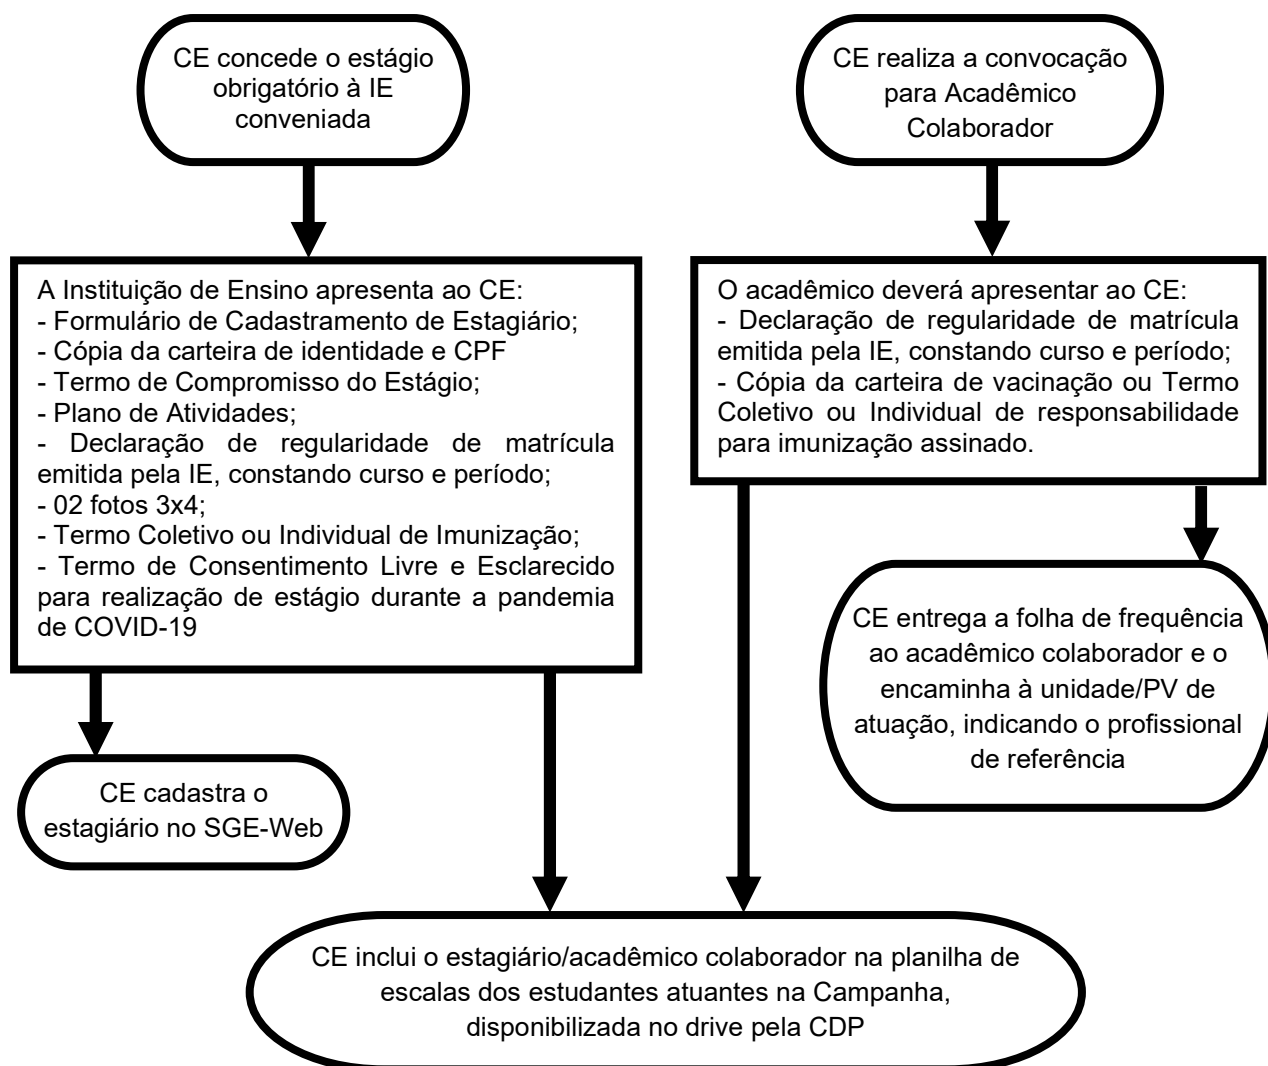 CE concede o estágio
obrigatório à IE
conveniada
CE realiza a convocação
para Acadêmico
Colaborador
A Instituição de Ensino apresenta ao CE:
- Formulário de Cadastramento de Estagiário;
- Cópia da carteira de identidade e CPF
- Termo de Compromisso do Estágio;
- Plano de Atividades;
- Declaração de regularidade de matrícula
emitida pela IE, constando curso e período;
- 02 fotos 3x4;
- Termo Coletivo ou Individual de Imunização;
- Termo de Consentimento Livre e Esclarecido
para realização de estágio durante a pandemia
de COVID-19
O acadêmico deverá apresentar ao CE:
- Declaração de regularidade de matrícula
emitida pela IE, constando curso e período;
- Cópia da carteira de vacinação ou Termo
Coletivo ou Individual de responsabilidade
para imunização assinado.
CE entrega a folha de frequência
ao acadêmico colaborador e o
encaminha à unidade/PV de
atuação, indicando o profissional
de referência
CE cadastra o
estagiário no SGE-Web
CE inclui o estagiário/acadêmico colaborador na planilha de
escalas dos estudantes atuantes na Campanha,
disponibilizada no drive pela CDP